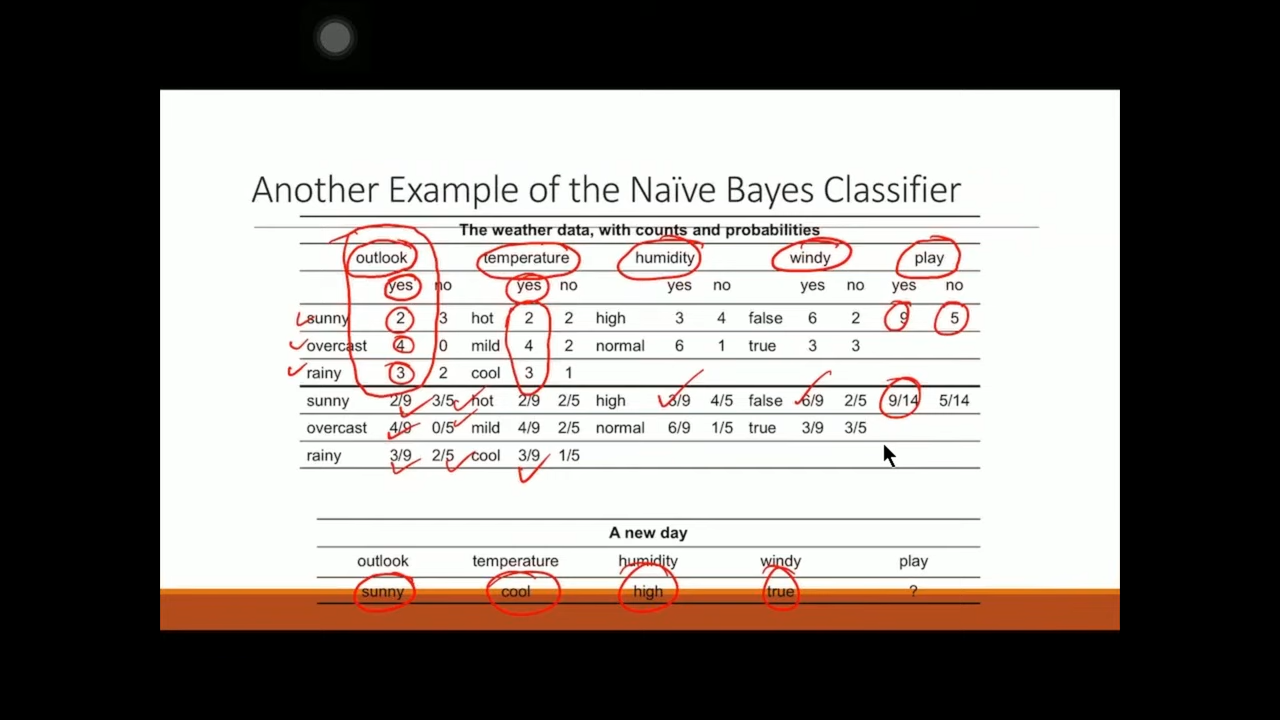 Another Example of the Naïve Bayes Classifier
The weather data, with counts and probabilities
outlook temperature humidity windy play
yes no yes no yes no yes no yes no
sunny 2 3 hot 2 2 high 3 4 false 6 2 9 5
overcast 4 0 mild 4 2 normal 6 1 true 3 3
rainy 3 2 cool 3 1
sunny 2/9 3/5 hot 2/9 2/5 high 3/9 4/5 false 6/9 2/5 9/14 5/14
overcast 4/9 0/5 mild 4/9 2/5 normal 6/9 1/5 true 3/9 3/5
rainy 3/9 2/5 cool 3/9 1/5
A new day
outlook temperature humidity windy play
sunny cool high true ?